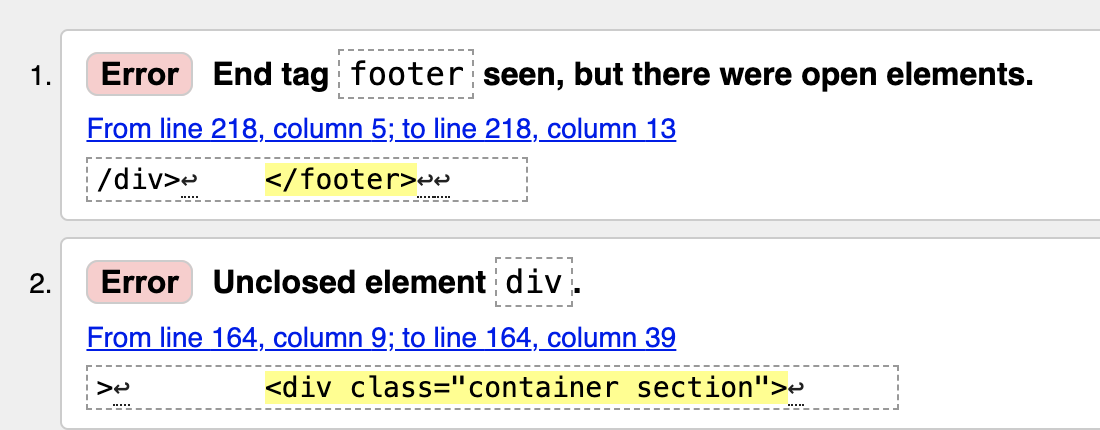 1. Error End tag footer seen, but there were open elements.
From line 218, column 5; to line 218, column 13
/div>↩    </footer>↩↩
2. Error Unclosed element div.
From line 164, column 9; to line 164, column 39
>↩        <div class="container section">↩